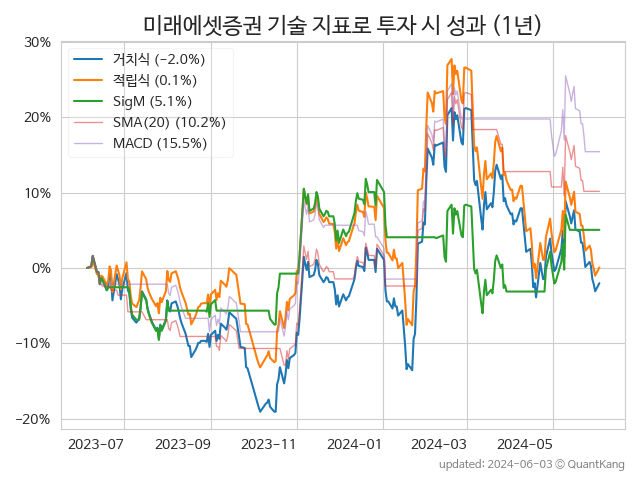 미래에셋증권 기술 지표로 투자 시 성과 (1년)
30%
20%
10%
0%
−10%
−20%
거치식 (−2.0%)
적립식 (0.1%)
SigM (5.1%)
SMA(20) (10.2%)
MACD (15.5%)
2023-07
2023-09
2023-11
2024-01
2024-03
2024-05
updated: 2024-06-03 © QuantKang